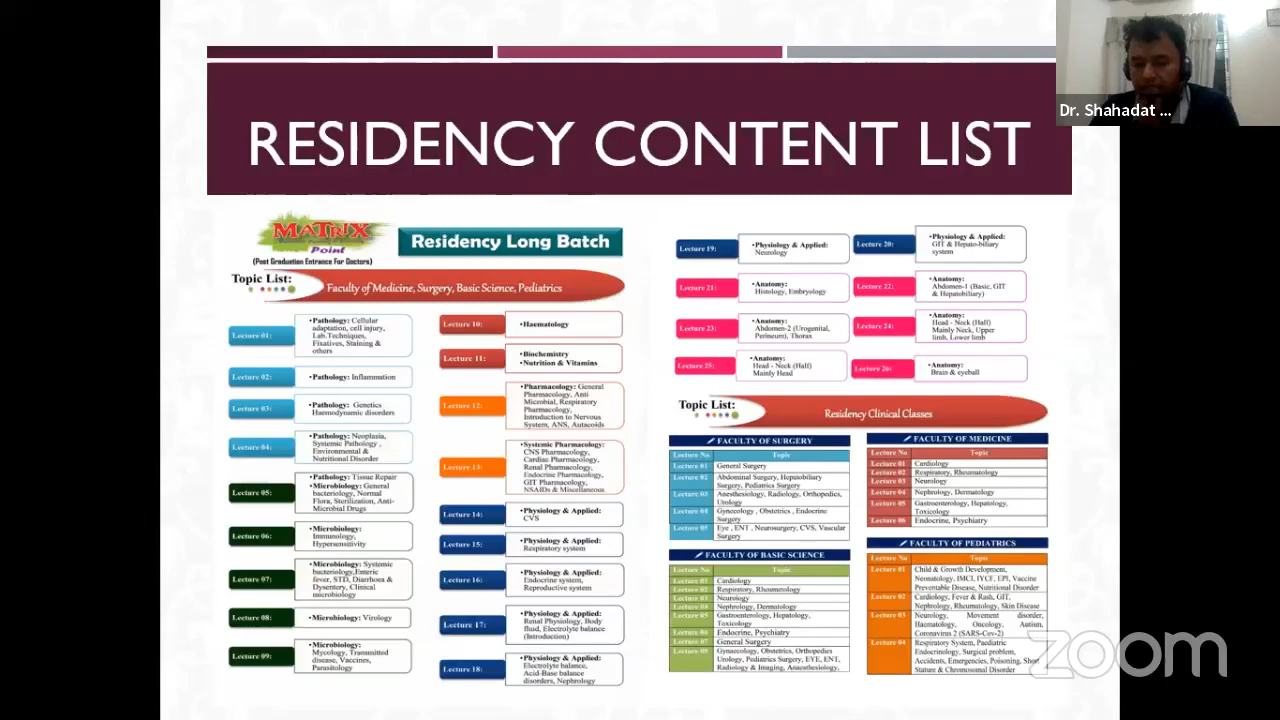 Dr. Shahadat ...
RESIDENCY CONTENT LIST
MATRIX
Point
(Post Graduation Entrance For Doctors)
Residency Long Batch
Topic List:
Faculty of Medicine, Surgery, Basic Science, Pediatrics
Lecture 01:
•Pathology: Cellular
adaptation, cell injury,
Lab.Techniques,
Fixatives, Staining &
others
Lecture 02:
•Pathology: Inflammation
Lecture 03:
•Pathology: Genetics
Haemodynamic disorders
Lecture 04:
•Pathology: Neoplasia,
Systemic Pathology ,
Environmental &
Nutritional Disorder
Lecture 05:
•Pathology: Tissue Repair
•Microbiology: General
bacteriology, Normal
Flora, Sterilization, Anti-
Microbial Drugs
Lecture 06:
•Microbiology:
Immunology,
Hypersensitivity
Lecture 07:
•Microbiology: Systemic
bacteriology,Enteric
fever, STD, Diarrhoea &
Dysentery, Clinical
microbiology
Lecture 08:
•Microbiology: Virology
Lecture 09:
•Microbiology:
Mycology, Transmitted
disease, Vaccines,
Parasitology
Lecture 10:
•Haematology
Lecture 11:
•Biochemistry
•Nutrition & Vitamins
Lecture 12:
•Pharmacology: General
Pharmacology, Anti
Microbial, Respiratory
Pharmacology,
Introduction to Nervous
System, ANS, Autacoids
Lecture 13:
•Systemic Pharmacology:
CNS Pharmacology,
Cardiac Pharmacology,
Renal Pharmacology,
Endocrine Pharmacology,
GIT Pharmacology,
NSAIDs & Miscellaneous
Lecture 14:
•Physiology & Applied:
CVS
Lecture 15:
•Physiology & Applied:
Respiratory system
Lecture 16:
•Physiology & Applied:
Endocrine system,
Reproductive system
Lecture 17:
•Physiology & Applied:
Renal Physiology, Body
fluid, Electrolyte balance
(Introduction)
Lecture 18:
•Physiology & Applied:
Electrolyte balance,
Acid-Base balance
disorders, Nephrology
Lecture 19:
•Physiology & Applied:
Neurology
Lecture 20:
•Physiology & Applied:
GIT & Hepato-biliary
system
Lecture 21:
•Anatomy:
Histology, Embryology
Lecture 22:
•Anatomy:
Abdomen-1 (Basic, GIT
& Hepatobiliary)
Lecture 23:
•Anatomy:
Abdomen-2 (Urogenital,
Perineum), Thorax
Lecture 24:
•Anatomy:
Head - Neck (Half)
Mainly Neck, Upper
limb, Lower limb
Lecture 25:
•Anatomy:
Head - Neck (Half)
Mainly Head
Lecture 26:
•Anatomy:
Brain & eyeball
Topic List:
Residency Clinical Classes
FACULTY OF SURGERY
Lecture No Topic
Lecture 01 General Surgery
Lecture 02 Abdominal Surgery, Hepatobiliary
Surgery, Pediatrics Surgery
Lecture 03 Anesthesiology, Radiology, Orthopedics,
Urology
Lecture 04 Gynecology , Obstetrics , Endocrine
Surgery
Lecture 05 Eye , ENT , Neurosurgery, CVS, Vascular
Surgery
FACULTY OF MEDICINE
Lecture No Topic
Lecture 01 Cardiology
Lecture 02 Respiratory, Rheumatology
Lecture 03 Neurology
Lecture 04 Nephrology, Dermatology
Lecture 05 Gastroenterology, Hepatology,
Toxicology
Lecture 06 Endocrine, Psychiatry
FACULTY OF BASIC SCIENCE
Lecture No Topic
Lecture 01 Cardiology
Lecture 02 Respiratory, Rheumatology
Lecture 03 Neurology
Lecture 04 Nephrology, Dermatology
Lecture 05 Gastroenterology, Hepatology,
Toxicology
Lecture 06 Endocrine, Psychiatry
Lecture 07 General Surgery
Gynecology, Obstetrics, Orthopedics
Urology, Pediatrics Surgery, EYE, ENT,
Radiology & Imaging, Anaesthesiology,
FACULTY OF PEDIATRICS
Lecture No Topic
Lecture 01 Child & Growth Development,
Neonatology, IMCI, IYCF, EPI, Vaccine
Preventable Disease, Nutritional Disorder
Lecture 02 Cardiology, Fever & Rash, GIT,
Nephrology, Rheumatology, Skin Disease
Lecture 03 Neurology, Movement disorder,
Haematology, Oncology, Autism,
Coronavirus 2 (SARS-Cov-2)
Lecture 04 Respiratory System, Paediatric
Endocrinology, Surgical problem,
Accidents, Emergencies, Poisoning, Short
Stature & Chromosomal Disorder
zoom